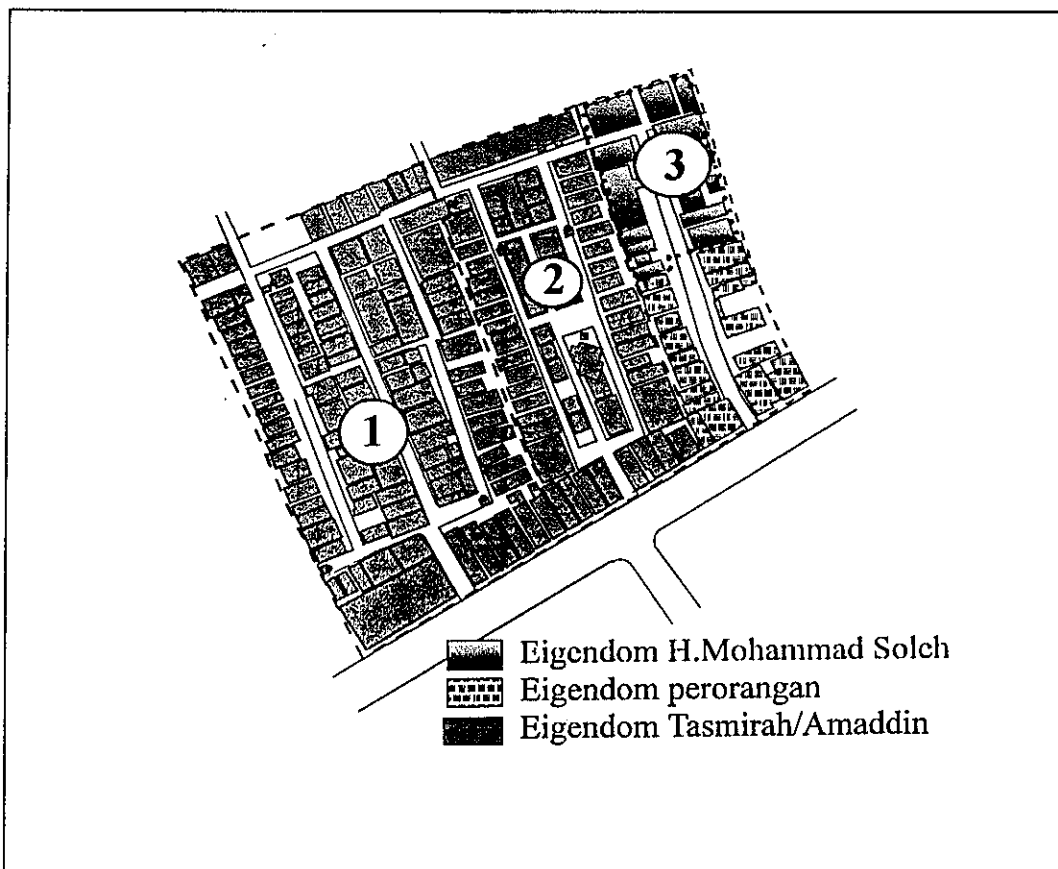 3
2
1
Eigendom H.Mohammad Soleh
Eigendom perorangan
Eigendom Tasmirah/Amaddin